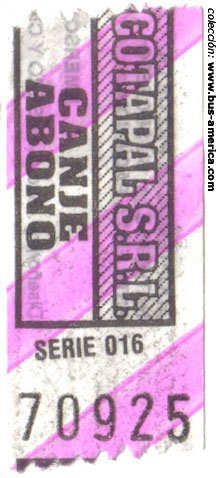 COTAPAL S.R.L.
CANJE
ABONO
SERIE 016
70925
colección: www.bus-america.com